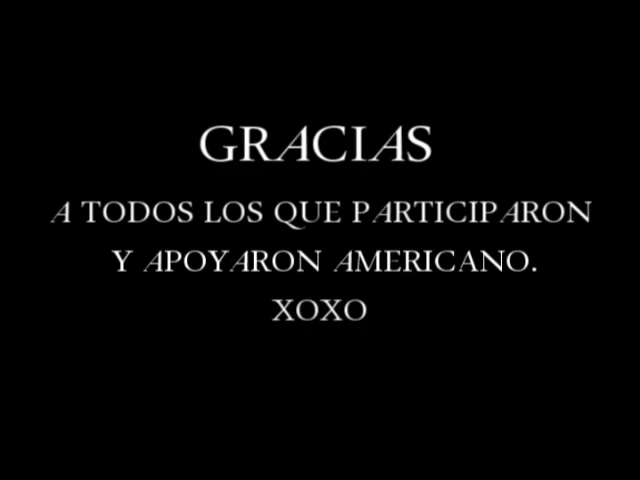 GRACIAS
A TODOS LOS QUE PARTICIPARON
Y APOYARON AMERICANO.
XOXO